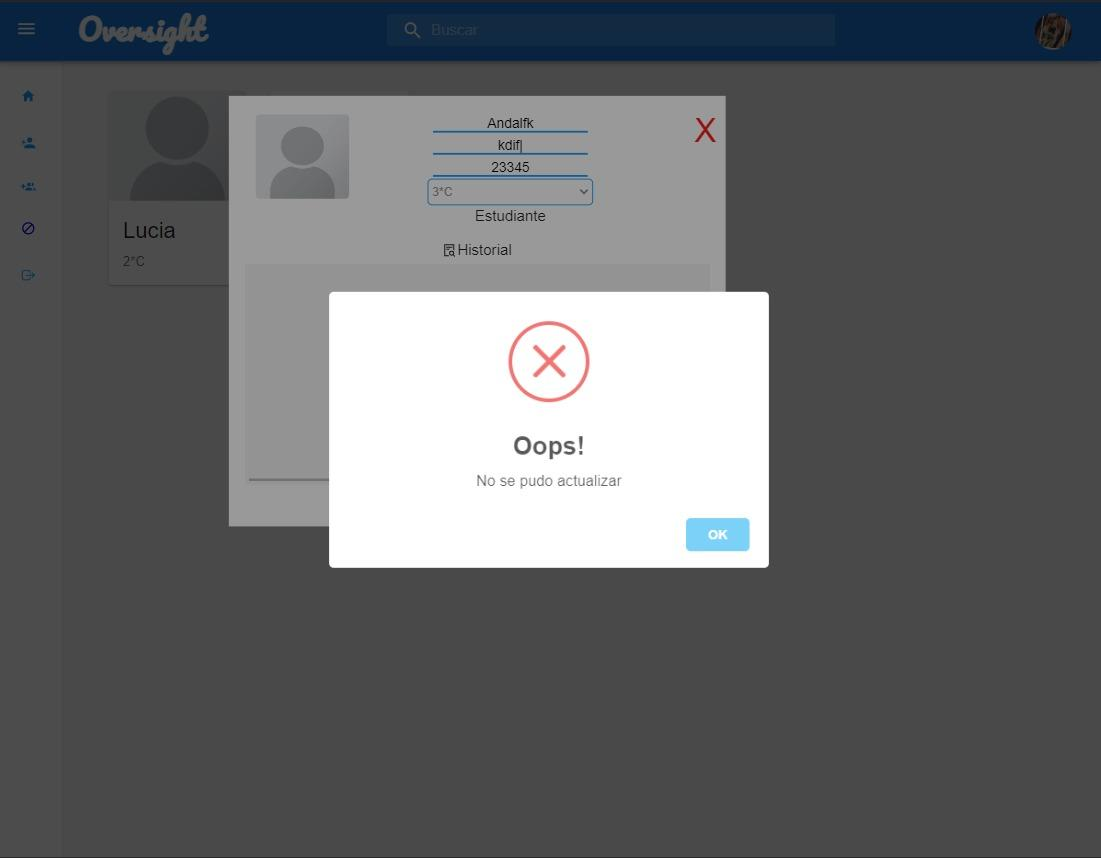 Oversight
Buscar
Lucia
2°C
Andalfk
kdif
23345
3°C
Estudiante
Historial
X
Oops!
No se pudo actualizar
OK